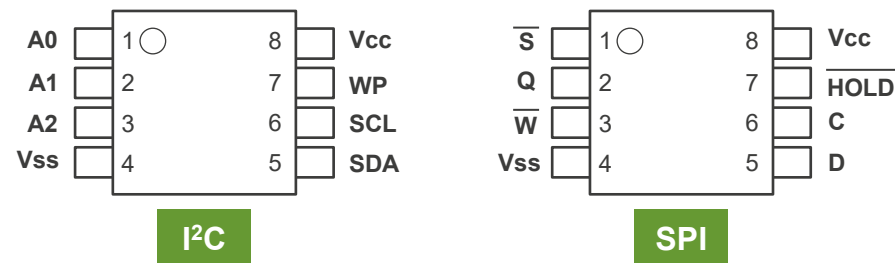 A0 1 8 Vcc
A1 2 7 WP
A2 3 6 SCL
Vss 4 5 SDA
I²C
S̅ 1 8 Vcc
Q 2 7 H̅O̅L̅D̅
W̅ 3 6 C
Vss 4 5 D
SPI